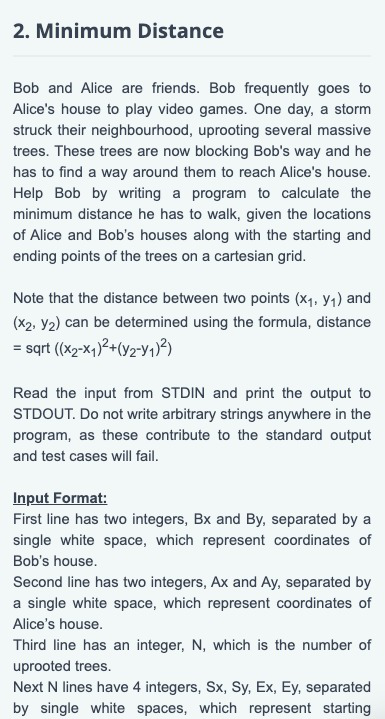 2. Minimum Distance
Bob and Alice are friends. Bob frequently goes to
Alice's house to play video games. One day, a storm
struck their neighbourhood, uprooting several massive
trees. These trees are now blocking Bob's way and he
has to find a way around them to reach Alice's house.
Help Bob by writing a program to calculate the
minimum distance he has to walk, given the locations
of Alice and Bob's houses along with the starting and
ending points of the trees on a cartesian grid.
Note that the distance between two points (x₁, y₁) and
(x₂, y₂) can be determined using the formula, distance
= sqrt ((x₂-x₁)²+(y₂-y₁)²)
Read the input from STDIN and print the output to
STDOUT. Do not write arbitrary strings anywhere in the
program, as these contribute to the standard output
and test cases will fail.
Input Format:
First line has two integers, Bx and By, separated by a
single white space, which represent coordinates of
Bob's house.
Second line has two integers, Ax and Ay, separated by
a single white space, which represent coordinates of
Alice's house.
Third line has an integer, N, which is the number of
uprooted trees.
Next N lines have 4 integers, Sx, Sy, Ex, Ey, separated
by single white spaces, which represent starting